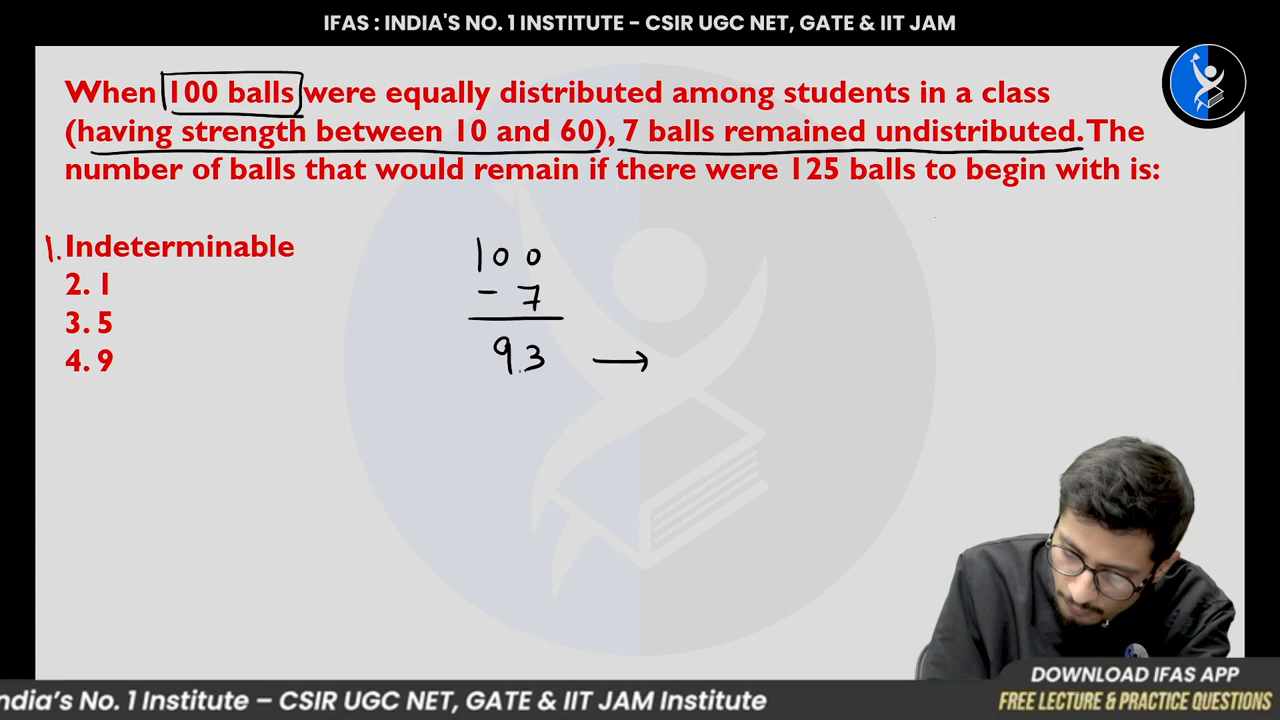 IFAS : INDIA'S NO. 1 INSTITUTE – CSIR UGC NET, GATE & IIT JAM
When 100 balls were equally distributed among students in a class
(having strength between 10 and 60), 7 balls remained undistributed. The
number of balls that would remain if there were 125 balls to begin with is:
1. Indeterminable
2. 1
3. 5
4. 9
100
- 7
93 →
DOWNLOAD IFAS APP
FREE LECTURE & PRACTICE QUESTIONS
ndia's No. 1 Institute – CSIR UGC NET, GATE & IIT JAM Institute